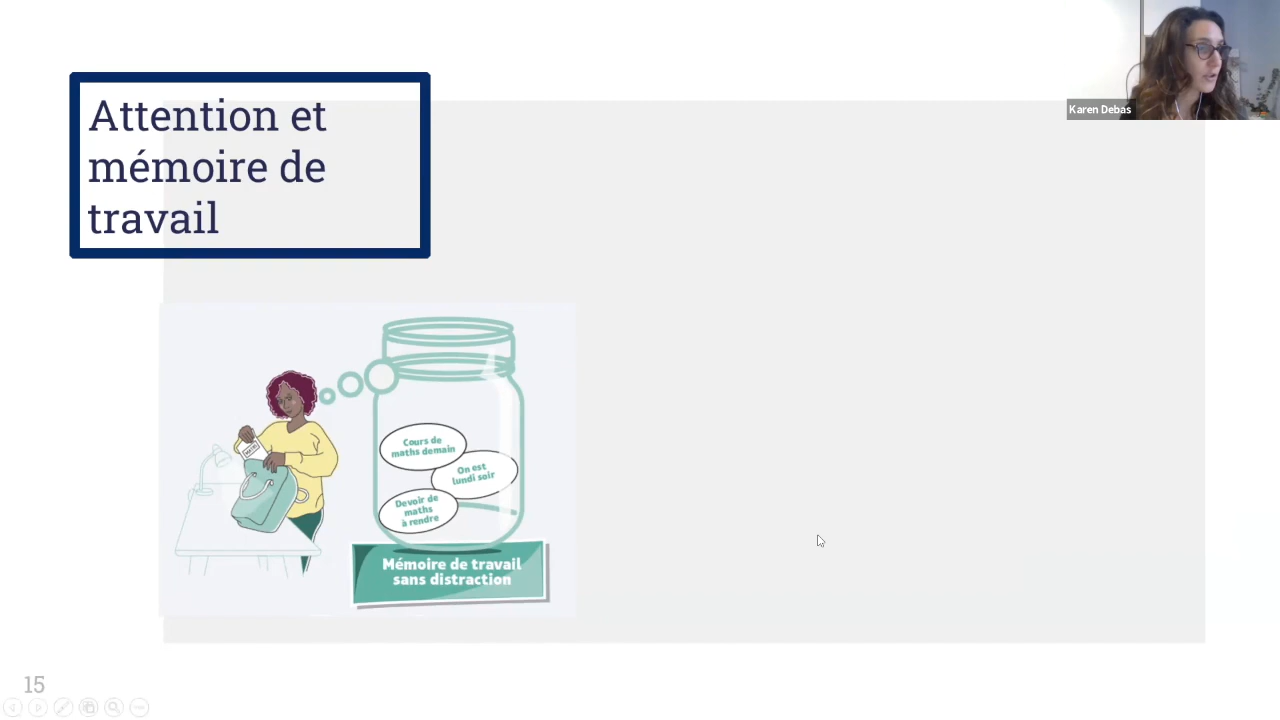 Attention et
mémoire de
travail
Karen Debas
Cours de
maths demain
On est
lundi soir
Devoir de
maths
à rendre
Mémoire de travail
sans distraction
15